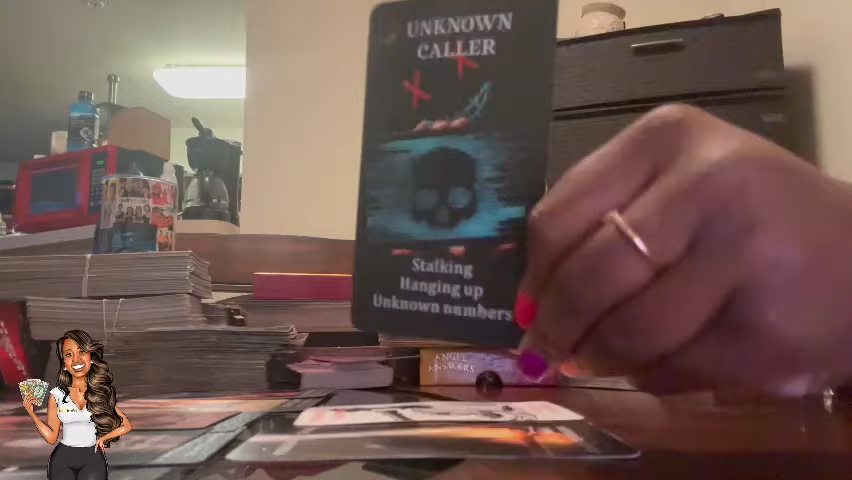 UNKNOWN
CALLER
Stalking
Hanging up
Unknown numbers
ANGEL
ANSWERS